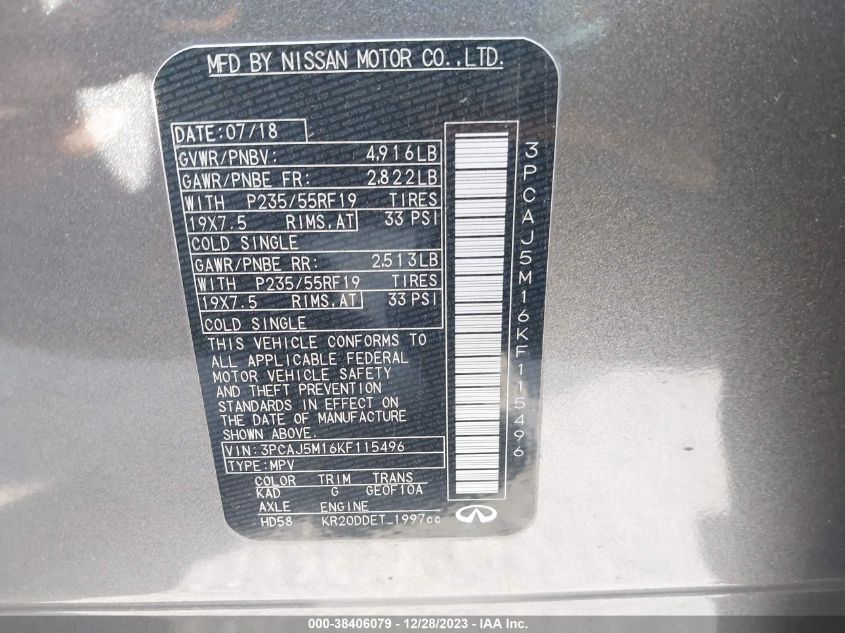 MFD BY NISSAN MOTOR CO.,LTD.
DATE:07/18
GVWR/PNBV: 4,916LB
GAWR/PNBE FR: 2,822LB
WITH P235/55RF19 TIRES
19X7.5 RIMS,AT 33 PSI
COLD SINGLE
GAWR/PNBE RR: 2,513LB
WITH P235/55RF19 TIRES
19X7.5 RIMS,AT 33 PSI
COLD SINGLE
THIS VEHICLE CONFORMS TO
ALL APPLICABLE FEDERAL
MOTOR VEHICLE SAFETY
AND THEFT PREVENTION
STANDARDS IN EFFECT ON
THE DATE OF MANUFACTURE
SHOWN ABOVE.
VIN:3PCAJ5M16KF115496
TYPE:MPV
COLOR TRIM TRANS
KAD G GE0F10A
AXLE ENGINE
HD58 KR20DDET_1997cc
3PCAJ5M16KF115496
000-38406079 - 12/28/2023 - IAA Inc.